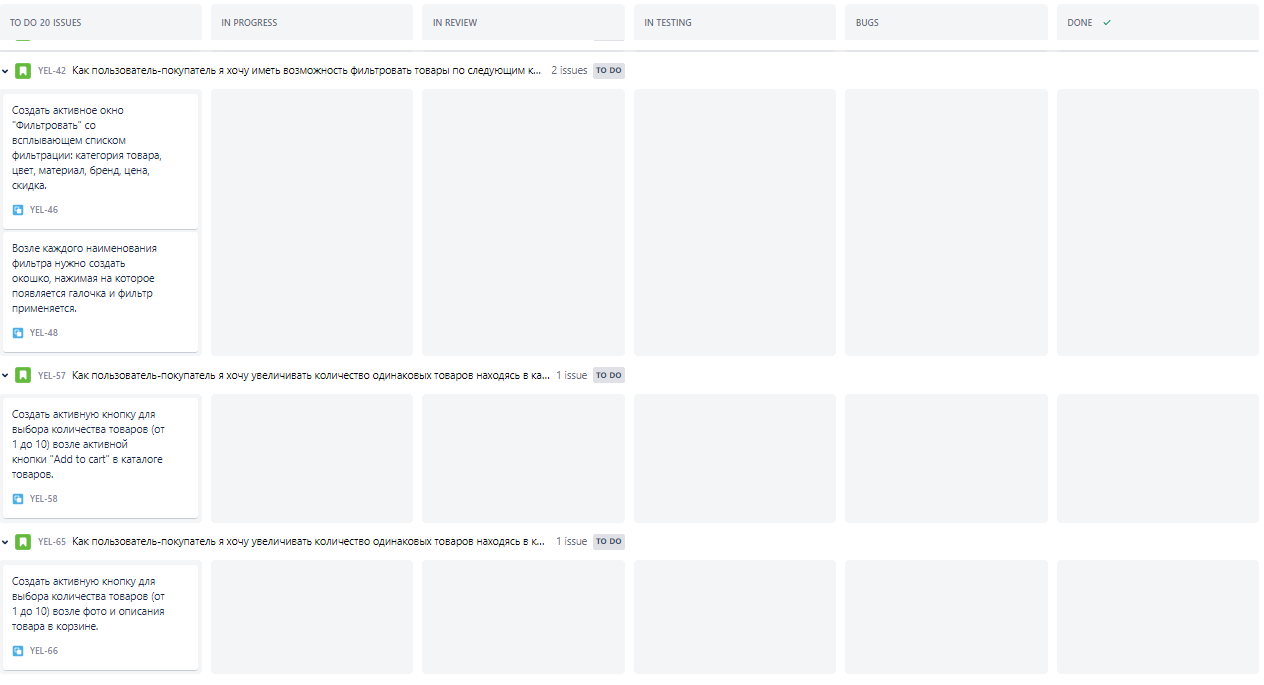 TO DO 20 ISSUES
IN PROGRESS
IN REVIEW
IN TESTING
BUGS
DONE
YEL-42 Как пользователь-покупатель я хочу иметь возможность фильтровать товары по следующим к... 2 issues TO DO
Создать активное окно
"Фильтровать" со
всплывающем списком
фильтрации: категория товара,
цвет, материал, бренд, цена,
скидка.
YEL-46
Возле каждого наименования
фильтра нужно создать
окошко, нажимая на которое
появляется галочка и фильтр
применяется.
YEL-48
YEL-57 Как пользователь-покупатель я хочу увеличивать количество одинаковых товаров находясь в ка... 1 issue TO DO
Создать активную кнопку для
выбора количества товаров (от
1 до 10) возле активной
кнопки "Add to cart" в каталоге
товаров.
YEL-58
YEL-65 Как пользователь-покупатель я хочу увеличивать количество одинаковых товаров находясь в к... 1 issue TO DO
Создать активную кнопку для
выбора количества товаров (от
1 до 10) возле фото и описания
товара в корзине.
YEL-66